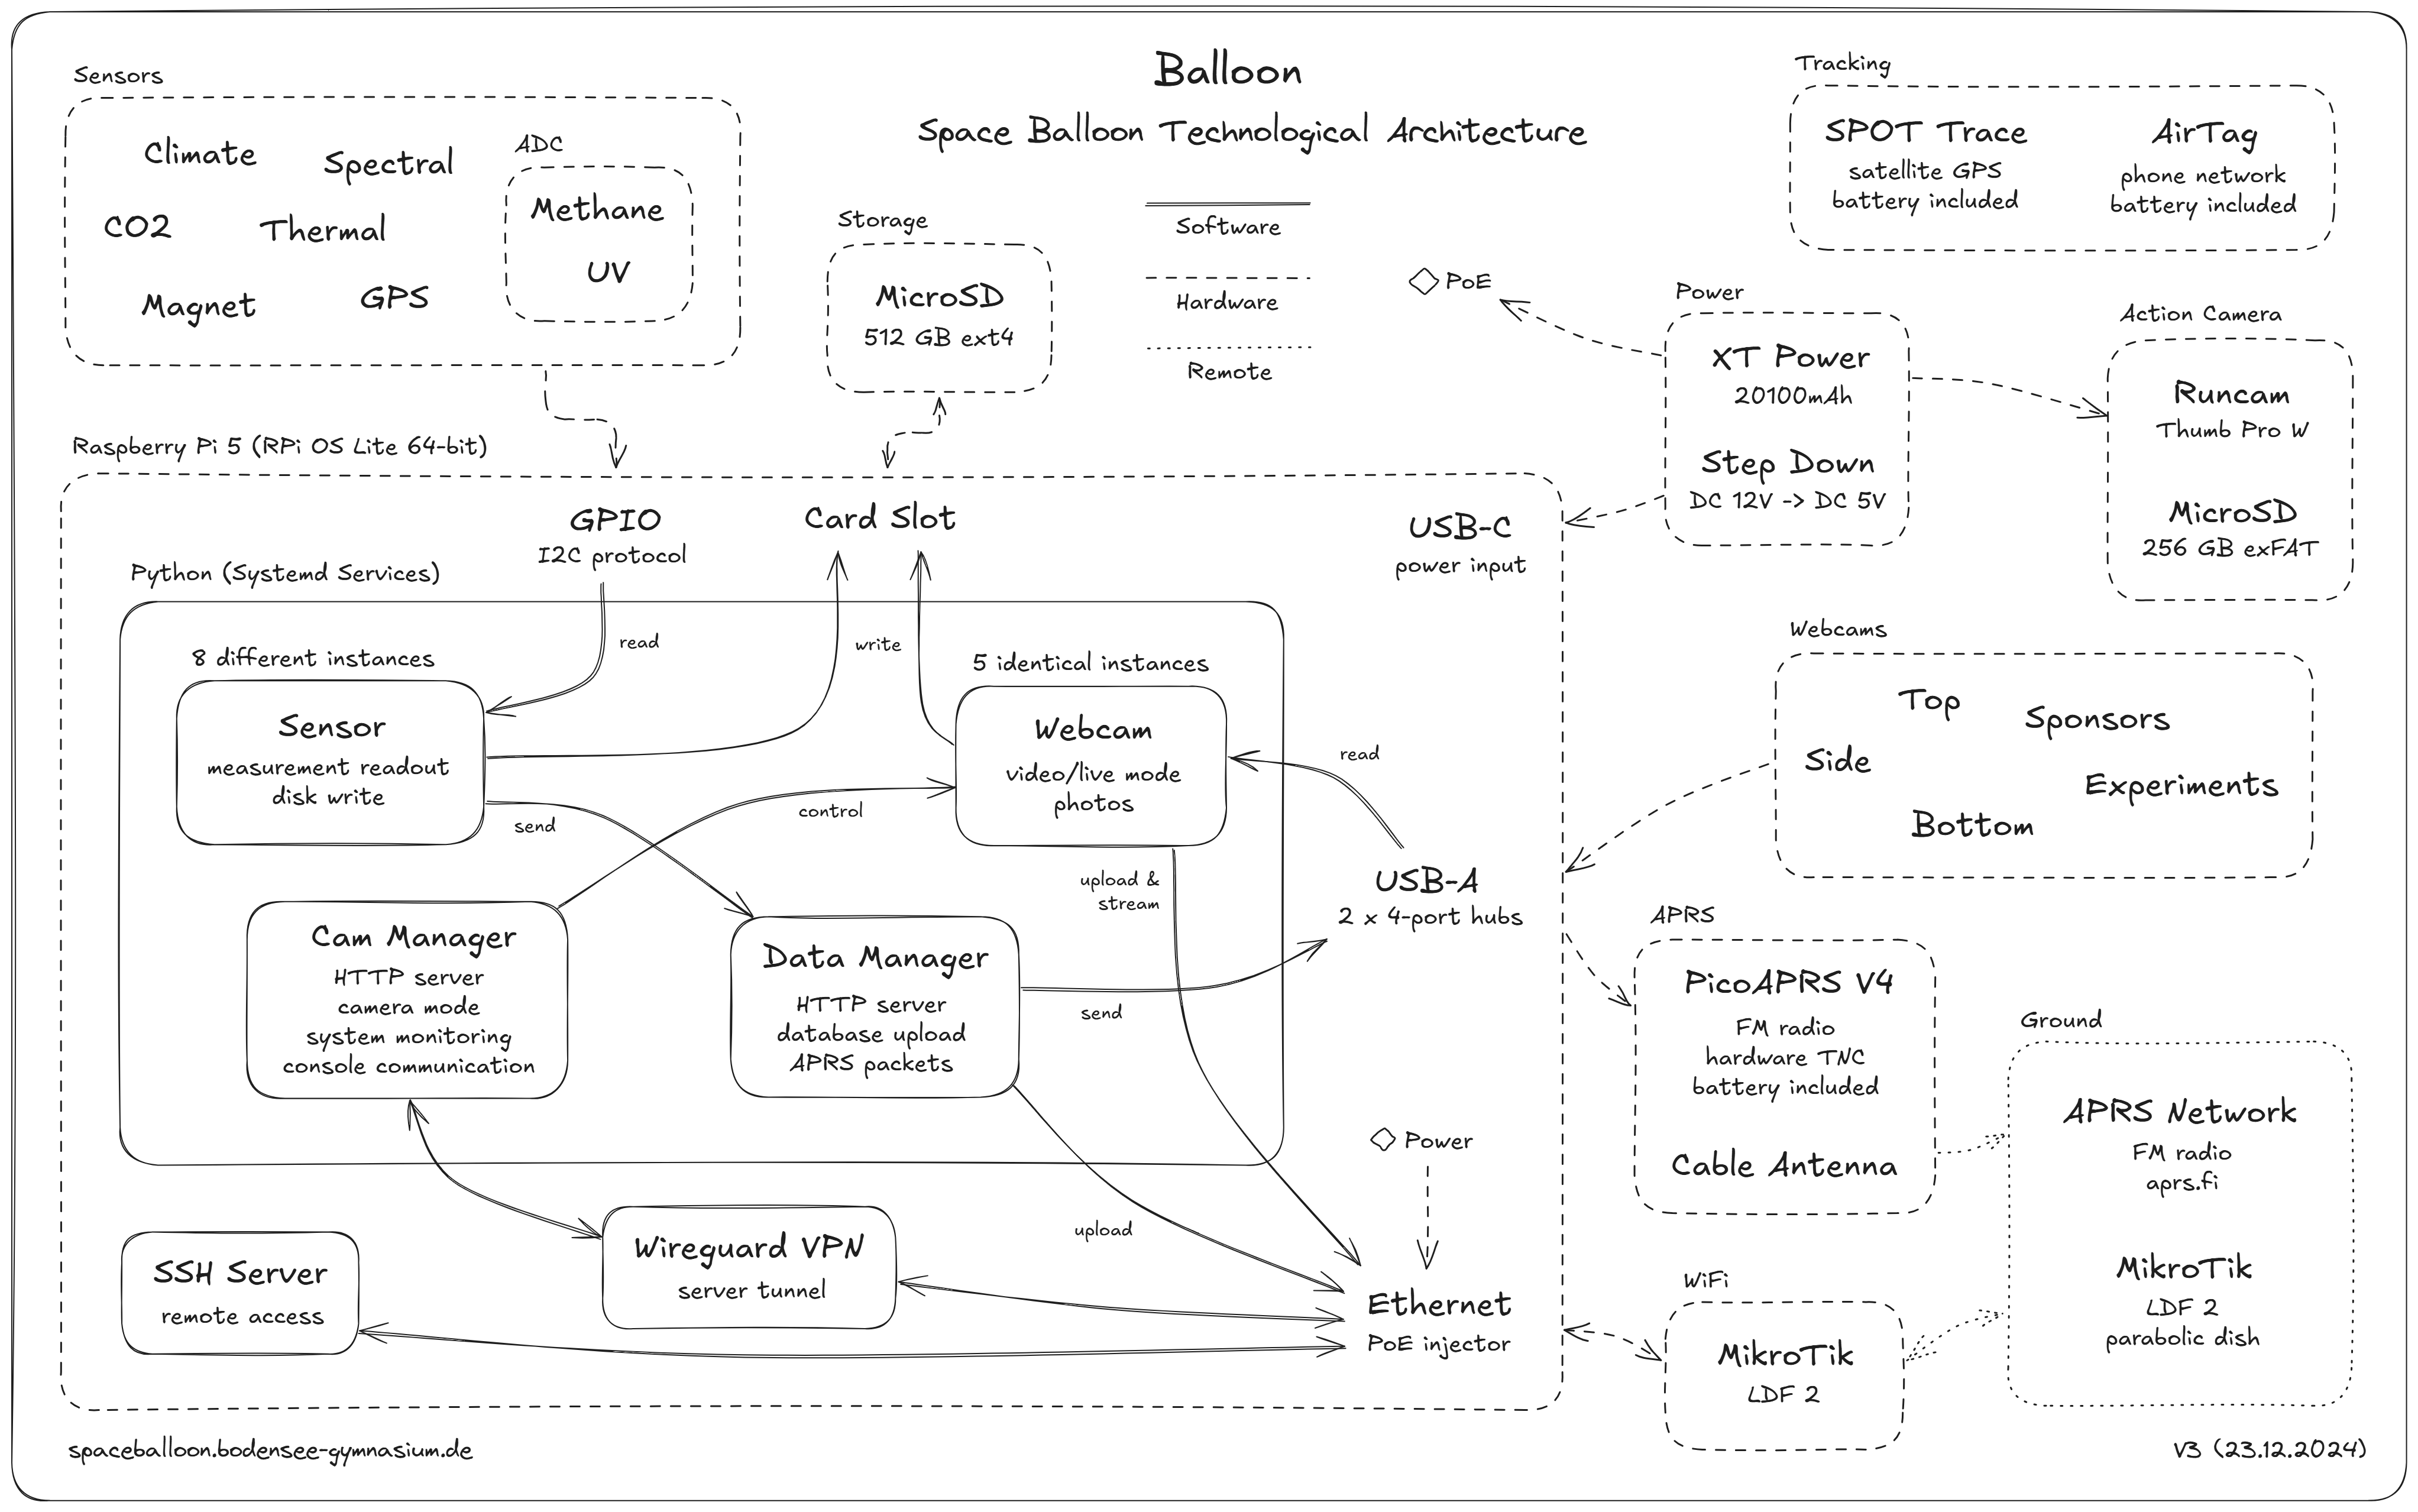 Balloon
Space Balloon Technological Architecture
Sensors
Climate
Spectral
CO2
Thermal
Magnet
GPS
ADC
Methane
UV
Storage
MicroSD
512 GB ext4
Software
Hardware
Remote
Tracking
SPOT Trace
satellite GPS
battery included
AirTag
phone network
battery included
PoE
Power
XT Power
20100mAh
Step Down
DC 12V -> DC 5V
Action Camera
Runcam
Thumb Pro W
MicroSD
256 GB exFAT
Raspberry Pi 5 (RPi OS Lite 64-bit)
GPIO
I2C protocol
Card Slot
USB-C
power input
Python (Systemd Services)
read
write
8 different instances
Sensor
measurement readout
disk write
5 identical instances
Webcam
video/live mode
photos
read
send
control
upload &
stream
USB-A
2 x 4-port hubs
Cam Manager
HTTP server
camera mode
system monitoring
console communication
Data Manager
HTTP server
database upload
APRS packets
send
Webcams
Top
Sponsors
Side
Experiments
Bottom
APRS
PicoAPRS V4
FM radio
hardware TNC
battery included
Cable Antenna
Ground
APRS Network
FM radio
aprs.fi
MikroTik
LDF 2
parabolic dish
Power
upload
SSH Server
remote access
Wireguard VPN
server tunnel
Ethernet
PoE injector
WiFi
MikroTik
LDF 2
spaceballoon.bodensee-gymnasium.de
V3 (23.12.2024)